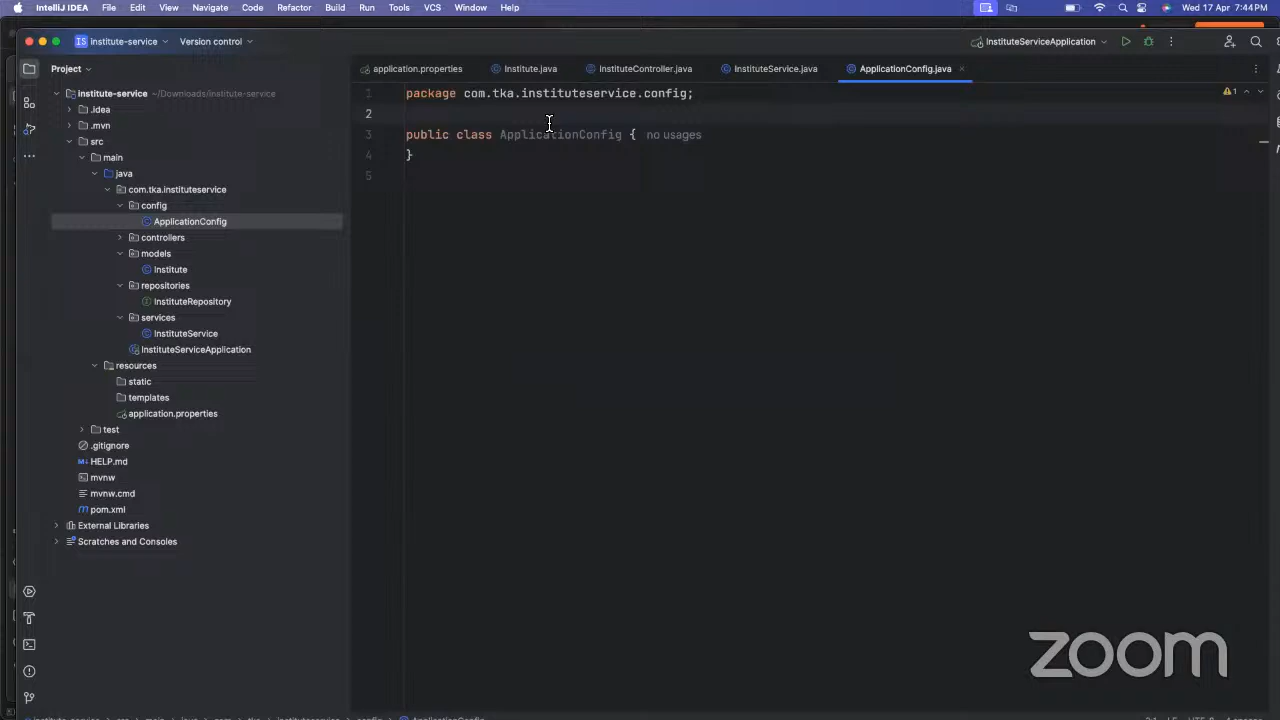 IntelliJ IDEA File Edit View Navigate Code Refactor Build Run Tools VCS Window Help Wed 17 Apr 7:44PM
IS institute-service Version control InstituteServiceApplication
Project
application.properties Institute.java InstituteController.java InstituteService.java ApplicationConfig.java
institute-service ~/Downloads/institute-service
.idea
.mvn
src
main
java
com.tka.instituteservice
config
ApplicationConfig
controllers
models
Institute
repositories
InstituteRepository
services
InstituteService
InstituteServiceApplication
resources
static
templates
application.properties
test
.gitignore
HELP.md
mvnw
mvnw.cmd
pom.xml
External Libraries
Scratches and Consoles
1 package com.tka.instituteservice.config;
2
3 public class ApplicationConfig { no usages
4 }
5
1
zoom